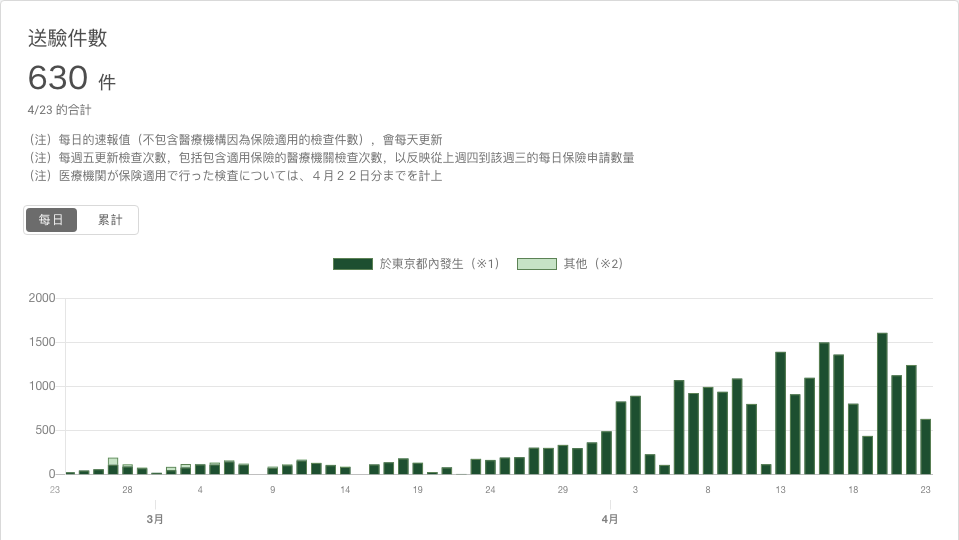 送驗件數
630 件
4/23 的合計
（注）每日的速報值（不包含醫療機構因為保險適用的檢查件數），會每天更新
（注）每週五更新檢查次數，包括包含適用保險的醫療機關檢查次數，以反映從上週四到該週三的每日保險申請數量
（注）医療機関が保険適用で行った検査については、４月２２日分までを計上
每日 累計
於東京都內發生（※1） 其他（※2）
2000
1500
1000
500
0
23 28 4 9 14 19 24 29 3 8 13 18 23
3月 4月